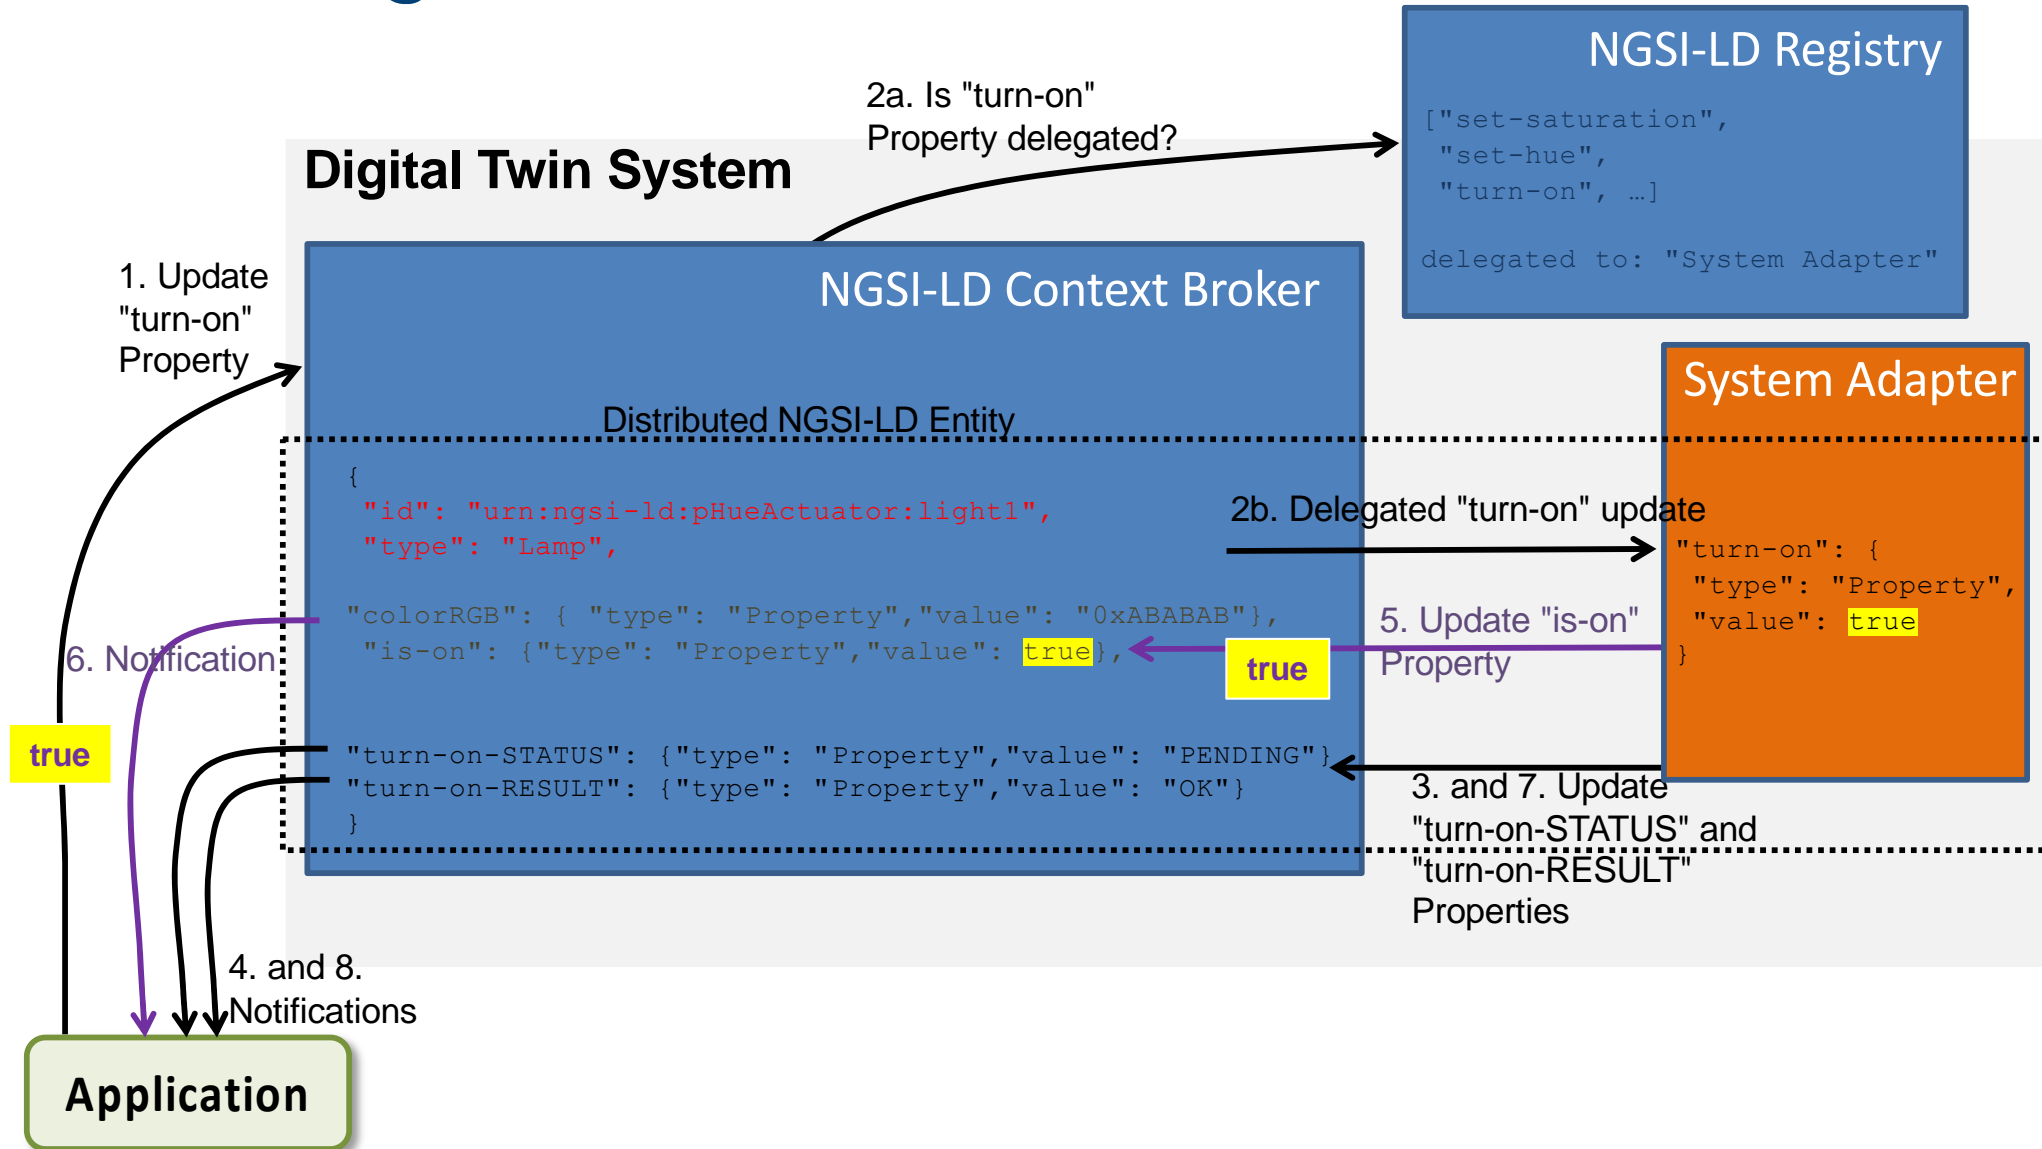 NGSI-LD Registry
["set-saturation",
"set-hue",
"turn-on", …]
delegated to: "System Adapter"
2a. Is "turn-on"
Property delegated?
Digital Twin System
1. Update
"turn-on"
Property
NGSI-LD Context Broker
System Adapter
Distributed NGSI-LD Entity
{
"id": "urn:ngsi-ld:pHueActuator:light1",
"type": "Lamp",
2b. Delegated "turn-on" update
"turn-on": {
"type": "Property",
"value": true
}
"colorRGB": { "type": "Property","value": "0xABABAB"},
"is-on": {"type": "Property","value": true},
5. Update "is-on"
Property
true
6. Notification
true
"turn-on-STATUS": {"type": "Property","value": "PENDING"}
"turn-on-RESULT": {"type": "Property","value": "OK"}
}
3. and 7. Update
"turn-on-STATUS" and
"turn-on-RESULT"
Properties
4. and 8.
Notifications
Application